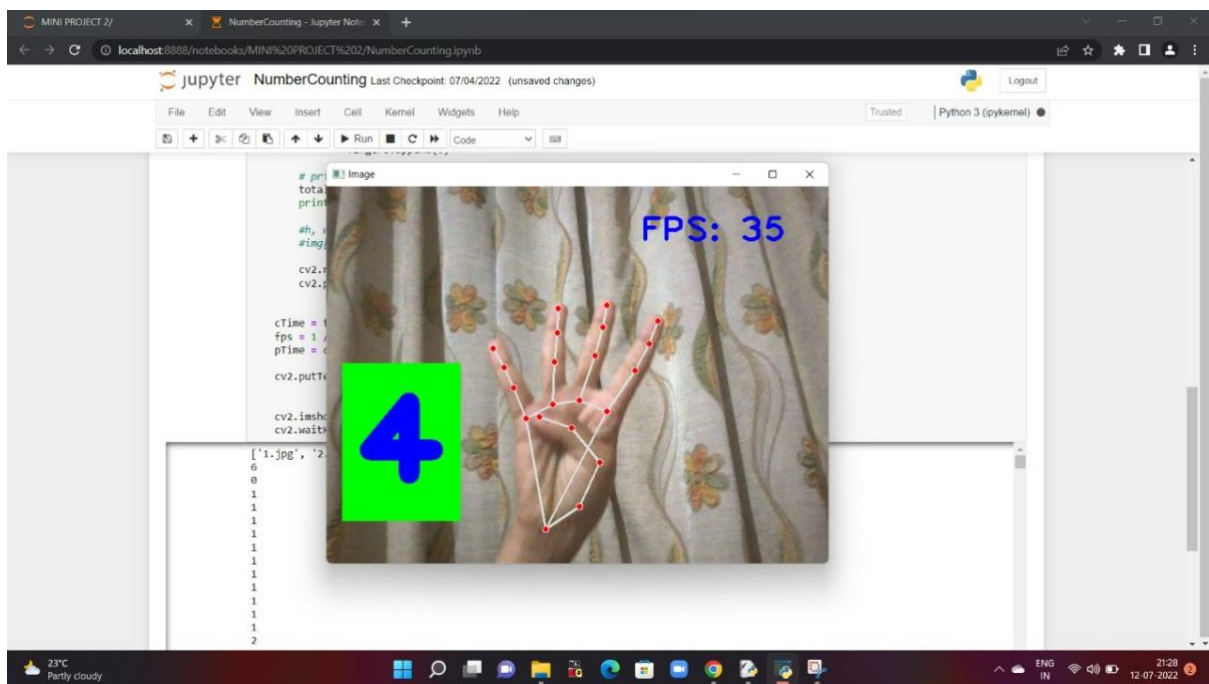 MINI PROJECT 2/
NumberCounting - Jupyter Note
localhost:8888/notebooks/MINI%20PROJECT%202/NumberCounting.ipynb
jupyter NumberCounting Last Checkpoint: 07/04/2022 (unsaved changes)
Logout
File Edit View Insert Cell Kernel Widgets Help
Trusted
Python 3 (ipykernel)
Run
Code
Image
# pr
tota
print
FPS: 35
#h,
#img
cv2.r
cv2.p
cTime =
fps = 1 /
pTime = c
cv2.putTe
4
cv2.imsho
cv2.waitK
['1.jpg', '2.
6
0
1
1
1
1
1
1
1
1
1
1
1
2
23°C
Partly cloudy
ENG
IN
21:28
12-07-2022
2